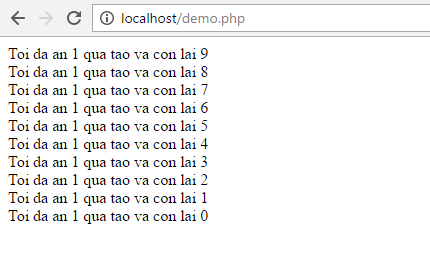 localhost/demo.php
Toi da an 1 qua tao va con lai 9
Toi da an 1 qua tao va con lai 8
Toi da an 1 qua tao va con lai 7
Toi da an 1 qua tao va con lai 6
Toi da an 1 qua tao va con lai 5
Toi da an 1 qua tao va con lai 4
Toi da an 1 qua tao va con lai 3
Toi da an 1 qua tao va con lai 2
Toi da an 1 qua tao va con lai 1
Toi da an 1 qua tao va con lai 0